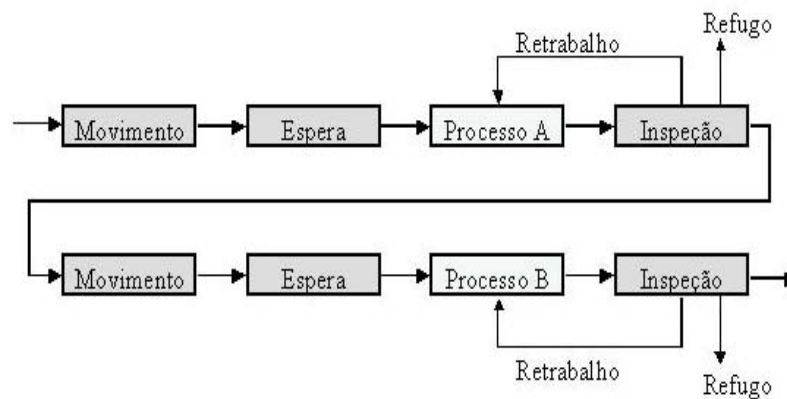 Refugo
Retrabalho
Movimento
Espera
Processo A
Inspeção
Movimento
Espera
Processo B
Inspeção
Retrabalho
Refugo